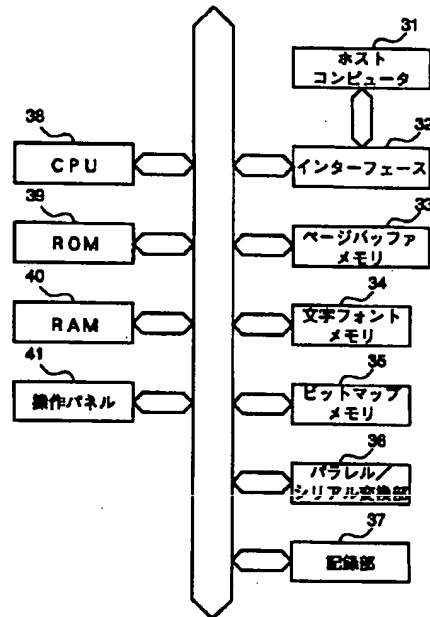 31
ホスト
コンピュータ
32
インターフェース
33
ページバッファ
メモリ
34
文字フォント
メモリ
35
ビットマップ
メモリ
36
パラレル／
シリアル変換部
37
記録部
38
CPU
39
ROM
40
RAM
41
操作パネル